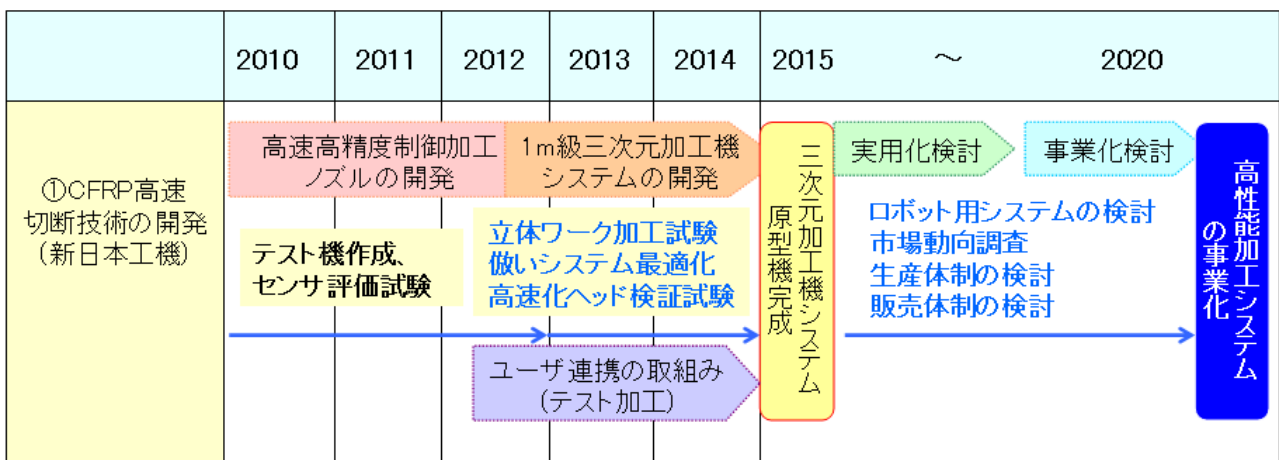 2010 2011 2012 2013 2014 2015 ～ 2020
①CFRP高速
切断技術の開発
(新日本工機)
高速高精度制御加工
ノズルの開発
1m級三次元加工機
システムの開発
テスト機作成、
センサ評価試験
立体ワーク加工試験
倣いシステム最適化
高速化ヘッド検証試験
ユーザ連携の取組み
(テスト加工)
三次元加工機システム
原型機完成
実用化検討
事業化検討
ロボット用システムの検討
市場動向調査
生産体制の検討
販売体制の検討
高性能加工システム
の事業化